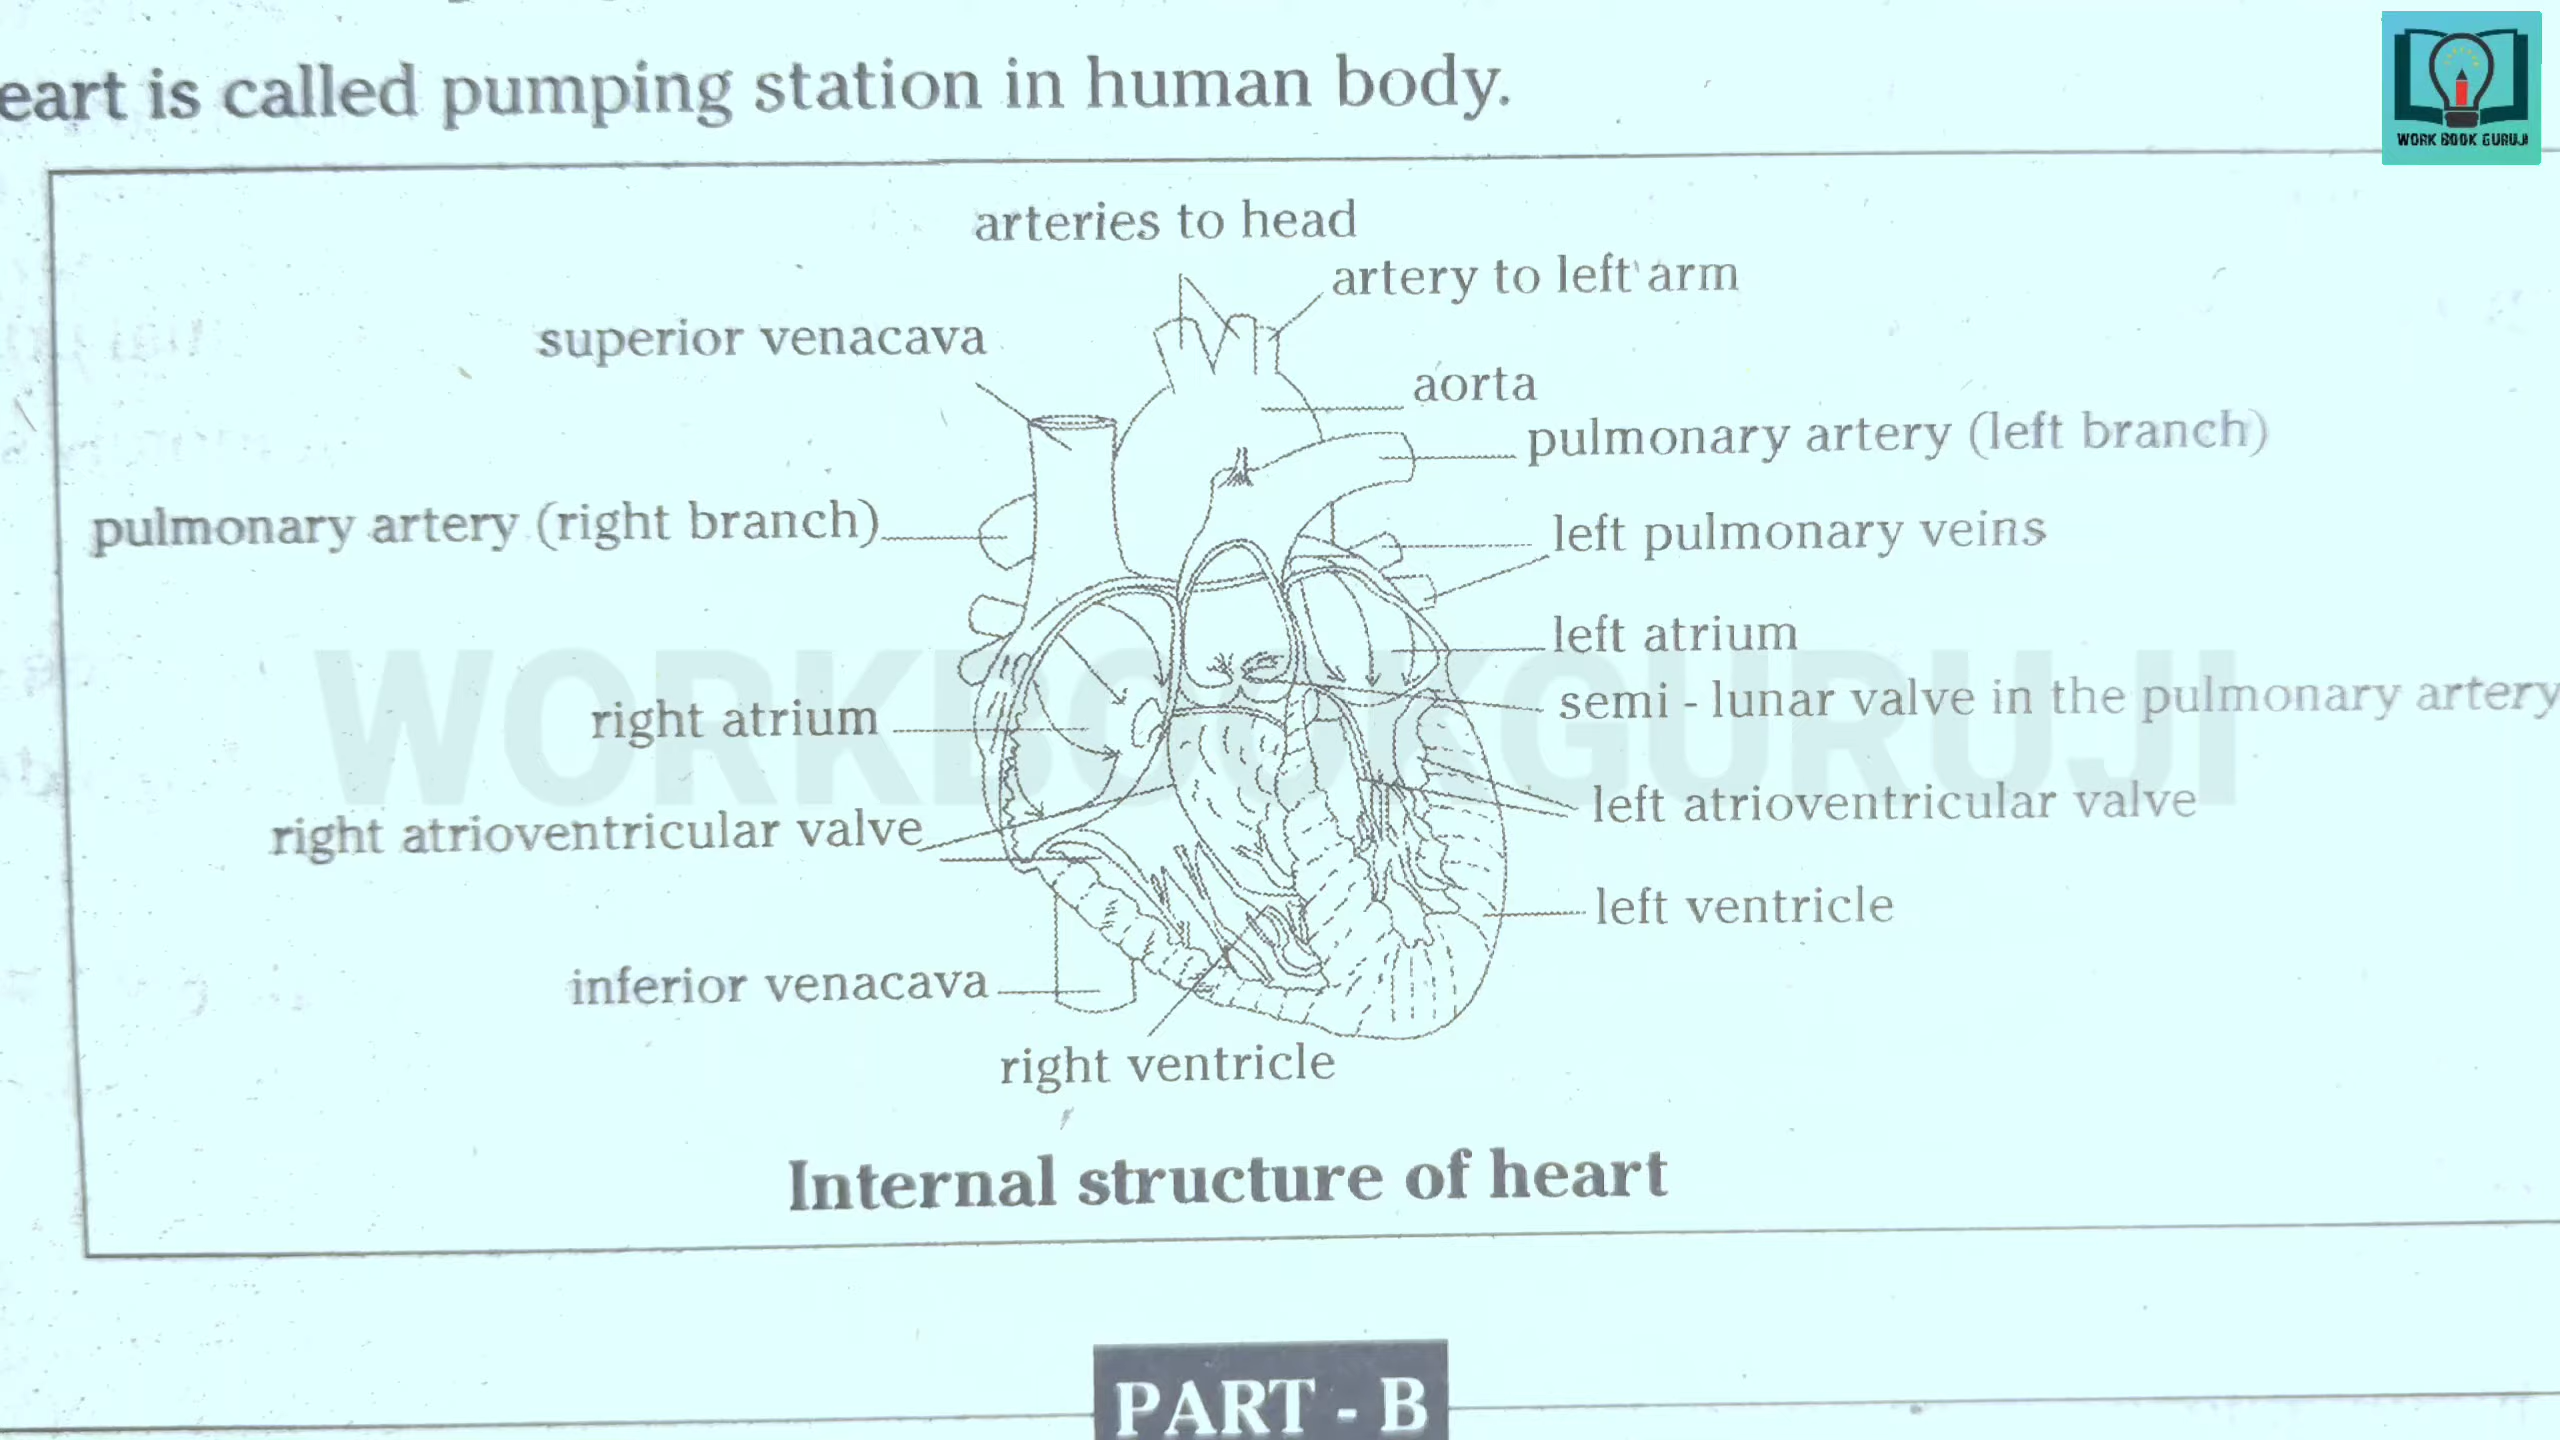 eart is called pumping station in human body.
WORK BOOK GURUJI
arteries to head
artery to left arm
superior venacava
aorta
pulmonary artery (left branch)
pulmonary artery (right branch)
left pulmonary veins
left atrium
semi - lunar valve in the pulmonary artery
right atrium
left atrioventricular valve
right atrioventricular valve
left ventricle
inferior venacava
right ventricle
Internal structure of heart
PART - B
WORKBOOKGURUJI